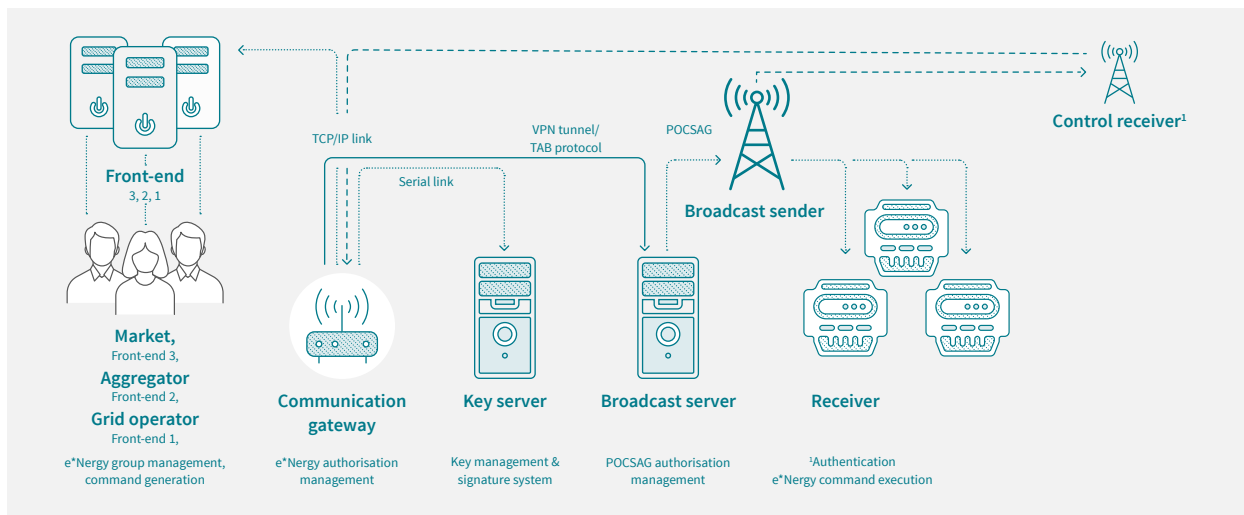 Control receiver¹
TCP/IP link
VPN tunnel/
TAB protocol
POCSAG
Front-end
3, 2, 1
Serial link
Broadcast sender
Market,
Front-end 3,
Aggregator
Front-end 2,
Grid operator
Front-end 1,
e*Nergy group management,
command generation
Communication
gateway
e*Nergy authorisation
management
Key server
Key management &
signature system
Broadcast server
POCSAG authorisation
management
Receiver
¹Authentication
e*Nergy command execution